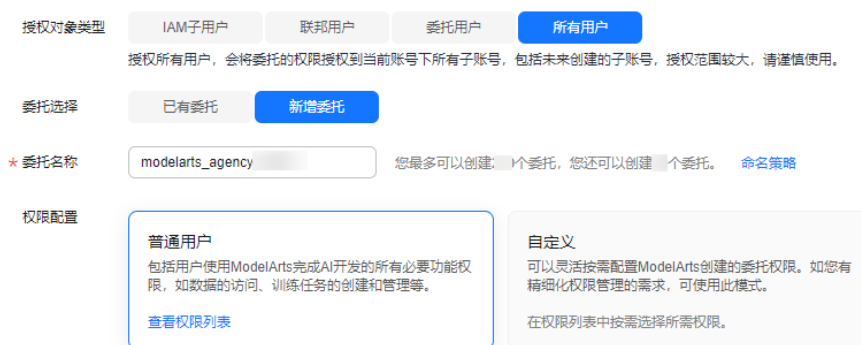 授权对象类型 IAM子用户 联邦用户 委托用户 所有用户
授权所有用户，会将委托的权限授权到当前账号下所有子账号，包括未来创建的子账号，授权范围较大，请谨慎使用。
委托选择 已有委托 新增委托
* 委托名称 modelarts_agency 您最多可以创建 个委托，您还可以创建 个委托。 命名策略
权限配置
普通用户
包括用户使用ModelArts完成AI开发的所有必要功能权
限，如数据的访问、训练任务的创建和管理等。
查看权限列表
自定义
可以灵活按需配置ModelArts创建的委托权限。如您有
精细化权限管理的需求，可使用此模式。
在权限列表中按需选择所需权限。